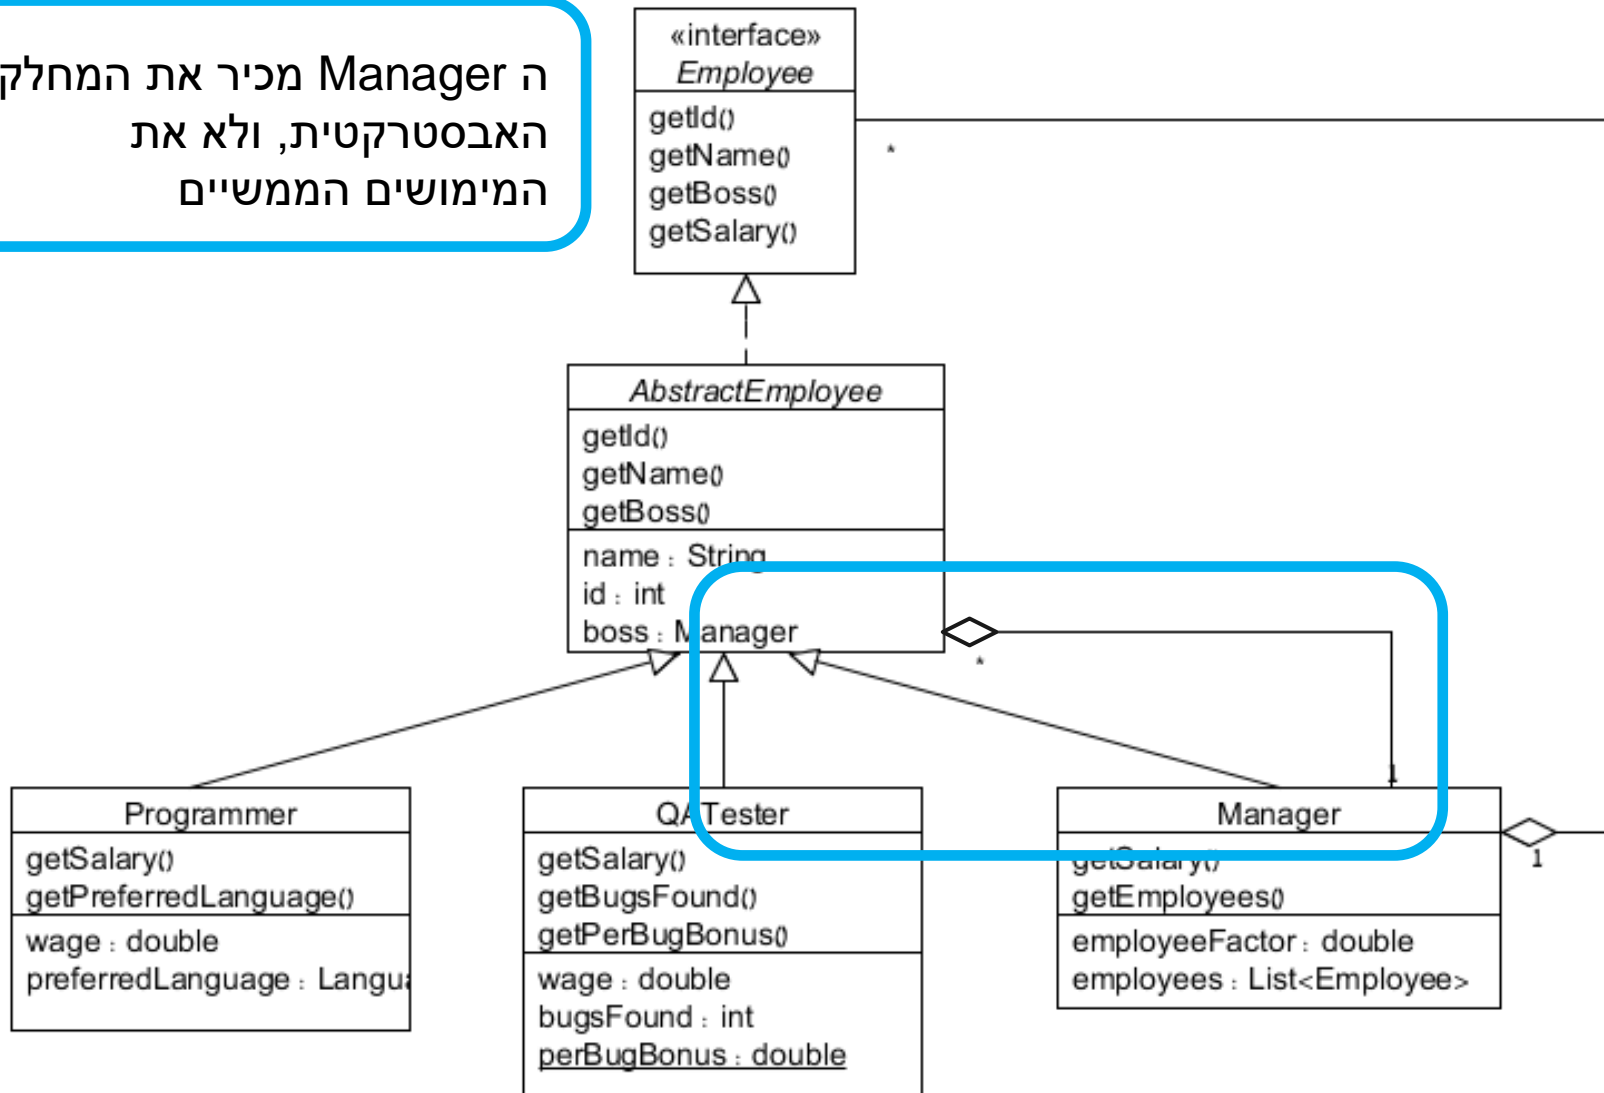 ה Manager מכיר את
האבסטרקטית, ולא את
המימושים הממשיים
«interface»
Employee
getId()
getName()
getBoss()
getSalary()
*
AbstractEmployee
getId()
getName()
getBoss()
name : String
id : int
boss : Manager
*
1
Programmer
getSalary()
getPreferredLanguage()
wage : double
preferredLanguage :
QATester
getSalary()
getBugsFound()
getPerBugBonus()
wage : double
bugsFound : int
perBugBonus : double
Manager
getSalary()
getEmployees()
employeeFactor : double
employees : List<Employee>
1